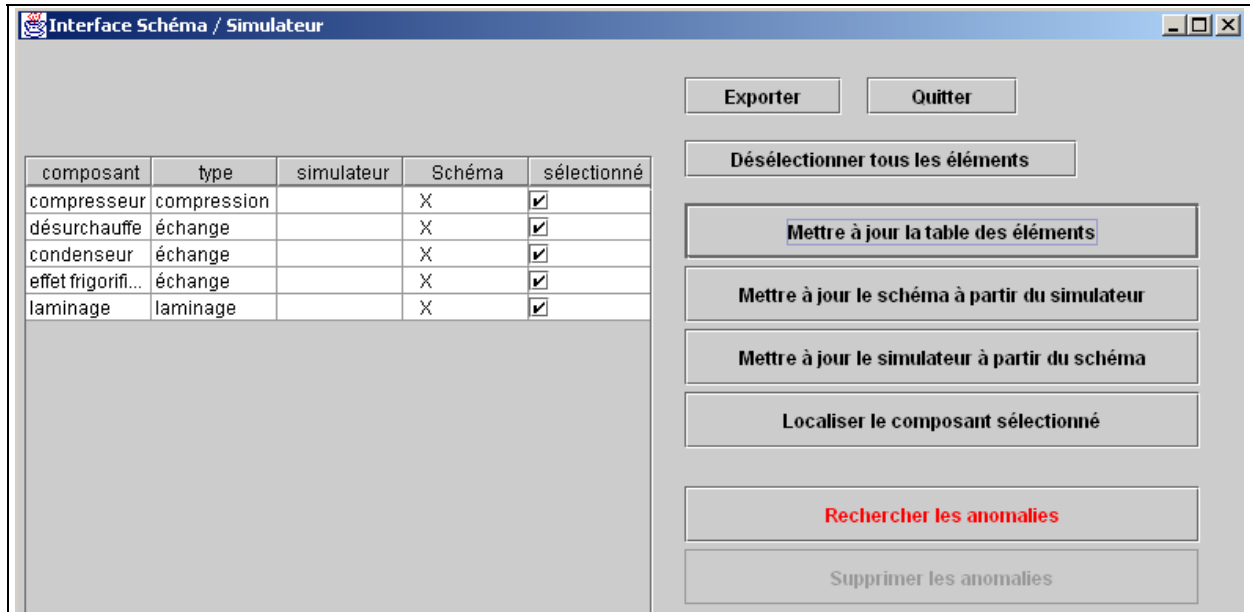 Interface Schéma / Simulateur
Exporter Quitter
Désélectionner tous les éléments
composant type simulateur Schéma sélectionné
compresseur compression X
désurchauffe échange X
condenseur échange X
effet frigorifi... échange X
laminage laminage X
Mettre à jour la table des éléments
Mettre à jour le schéma à partir du simulateur
Mettre à jour le simulateur à partir du schéma
Localiser le composant sélectionné
Rechercher les anomalies
Supprimer les anomalies